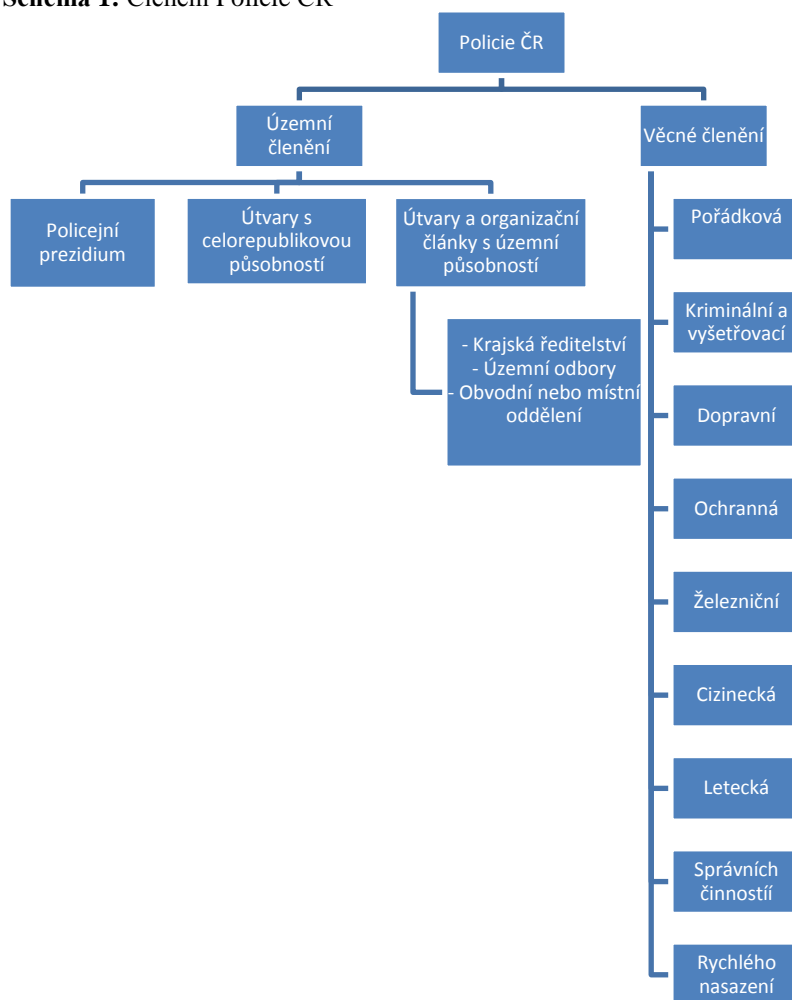 Schéma 1: Členění Policie ČR
Policie ČR
Územní
členění
Věcné členění
Policejní
prezidium
Útvary s
celorepublikovou
působností
Útvary a organizační
články s územní
působností
- Krajská ředitelství
- Územní odbory
- Obvodní nebo místní
oddělení
Pořádková
Kriminální a
vyšetřovací
Dopravní
Ochranná
Železniční
Cizinecká
Letecká
Správních
činnostíí
Rychlého
nasazení